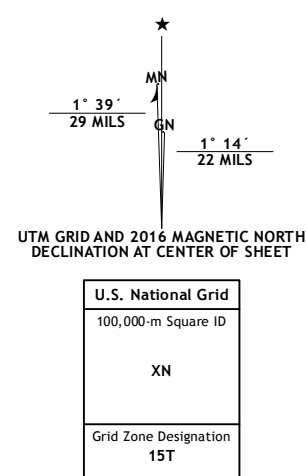 MN
1° 39´
29 MILS
GN
1° 14´
22 MILS
UTM GRID AND 2016 MAGNETIC NORTH
DECLINATION AT CENTER OF SHEET
U.S. National Grid
100,000-m Square ID
XN
Grid Zone Designation
15T